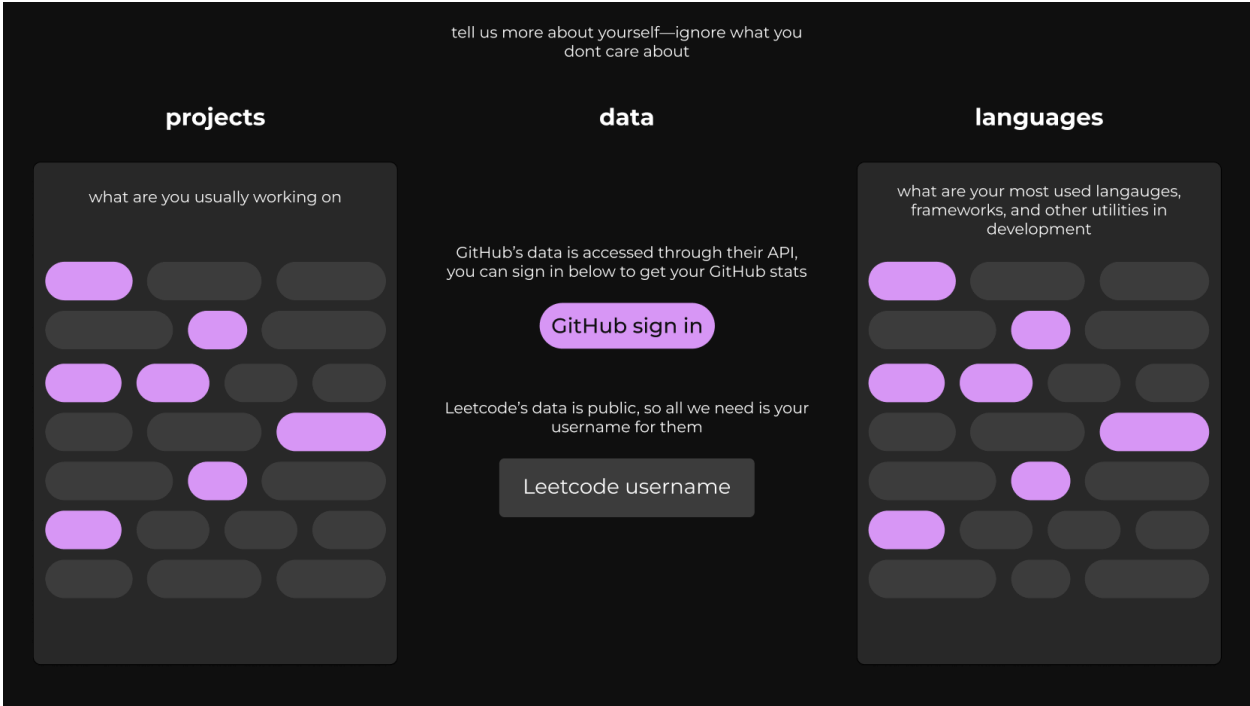 tell us more about yourself—ignore what you
dont care about
projects
data
languages
what are you usually working on
what are your most used langauges,
frameworks, and other utilities in
development
GitHub’s data is accessed through their API,
you can sign in below to get your GitHub stats
GitHub sign in
Leetcode’s data is public, so all we need is your
username for them
Leetcode username